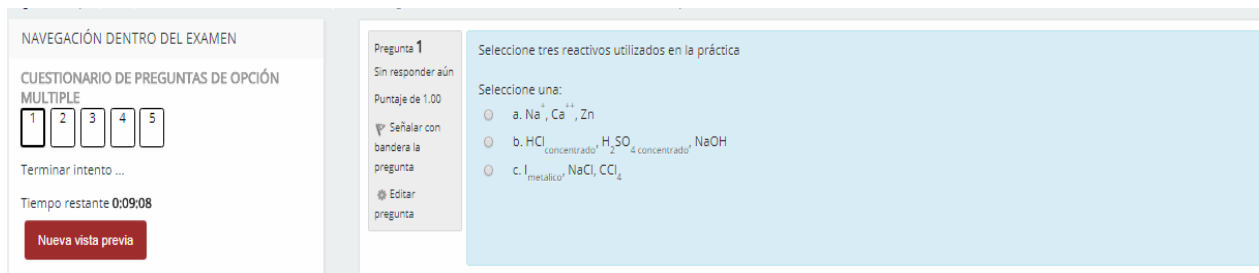 NAVEGACIÓN DENTRO DEL EXAMEN
CUESTIONARIO DE PREGUNTAS DE OPCIÓN
MULTIPLE
1 2 3 4 5
Terminar intento ...
Tiempo restante 0:09:08
Nueva vista previa
Pregunta 1
Sin responder aún
Puntaje de 1.00
Señalar con
bandera la
pregunta
Editar
pregunta
Seleccione tres reactivos utilizados en la práctica
Seleccione una:
a. Na⁺, Ca⁺⁺, Zn
b. HCl concentrado, H₂SO₄ concentrado, NaOH
c. I metalico, NaCl, CCl₄